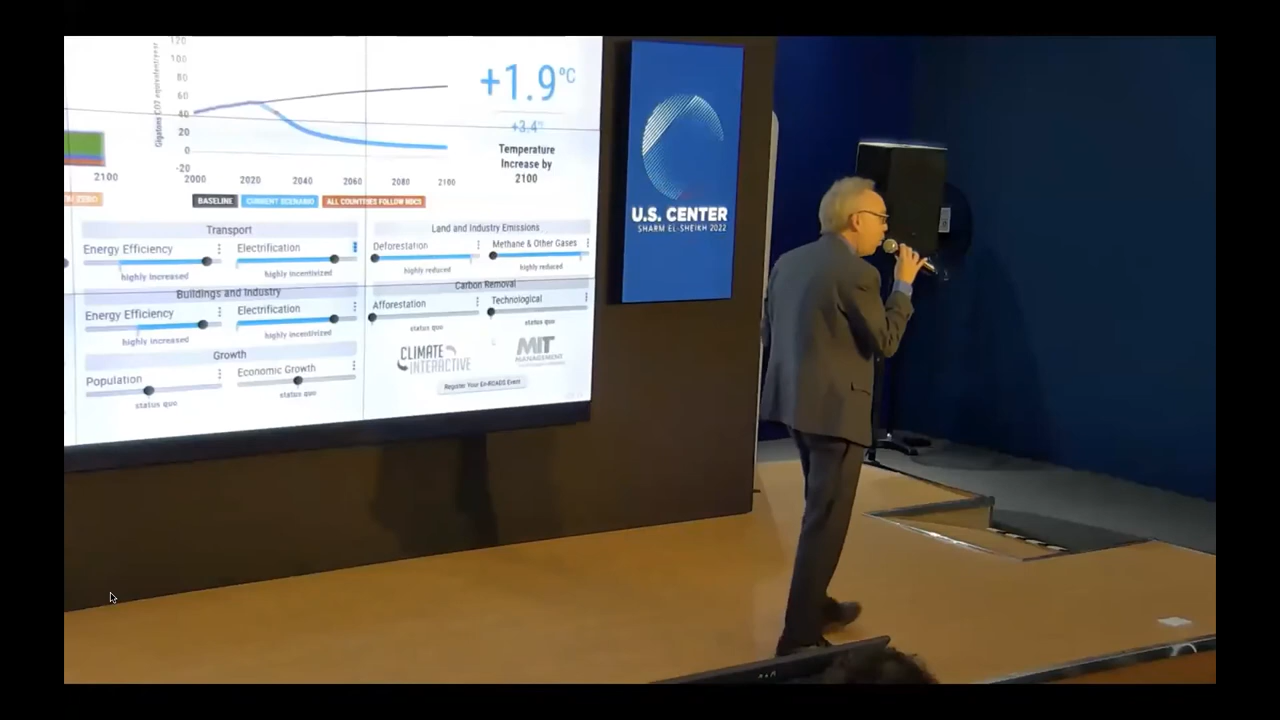 120
100
80
60
40
20
0
-20
Gigatons CO2 equivalent/year
2000 2020 2040 2060 2080 2100
2100
BASELINE CURRENT SCENARIO ALL COUNTRIES FOLLOW NDCS
+1.9°C
+3.4°
Temperature
Increase by
2100
Transport
Energy Efficiency
highly increased
Electrification
highly incentivized
Buildings and Industry
Energy Efficiency
highly increased
Electrification
highly incentivized
Growth
Population
status quo
Economic Growth
status quo
Land and Industry Emissions
Deforestation
Methane & Other Gases
highly reduced
highly reduced
Carbon Removal
Afforestation
Technological
status quo
status quo
CLIMATE
INTERACTIVE
MIT
MANAGEMENT
Register Your En-ROADS Event
U.S. CENTER
SHARM EL-SHEIKH 2022